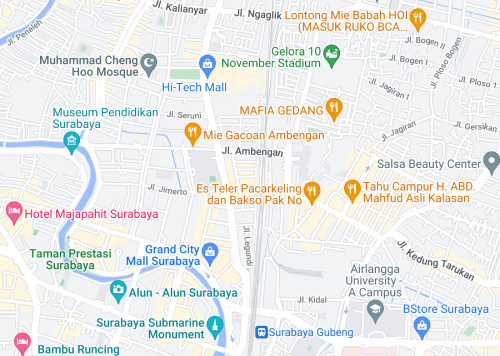 Jl. Kalianyar
Jl. Ngaglik
Lontong Mie Babah HOI
(MASUK RUKO BCA...
Jl. Peneleh
Jl. Bogen II
Jl. Bogen I
Jl. Ploso Bogen
Muhammad Cheng
Hoo Mosque
Gelora 10
November Stadium
Hi-Tech Mall
Jl. Jagiran I
Jl. Gersikan
MAFIA GEDANG
Jl. Jagiran
Museum Pendidikan
Surabaya
Jl. Seruni
Mie Gacoan Ambengan
Jl. Ambengan
Salsa Beauty Center
Jl. Jimerto
Es Teler Pacarkeling
dan Bakso Pak No
Tahu Campur H. ABD.
Mahfud Asli Kalasan
Hotel Majapahit Surabaya
Jl. Legundi
Taman Prestasi
Surabaya
Grand City
Mall Surabaya
Jl. Kedung Tarukan
Airlangga
University -
A Campus
Alun - Alun Surabaya
Jl. Kidal
BStore Surabaya
Surabaya Submarine
Monument
Surabaya Gubeng
Bambu Runcing